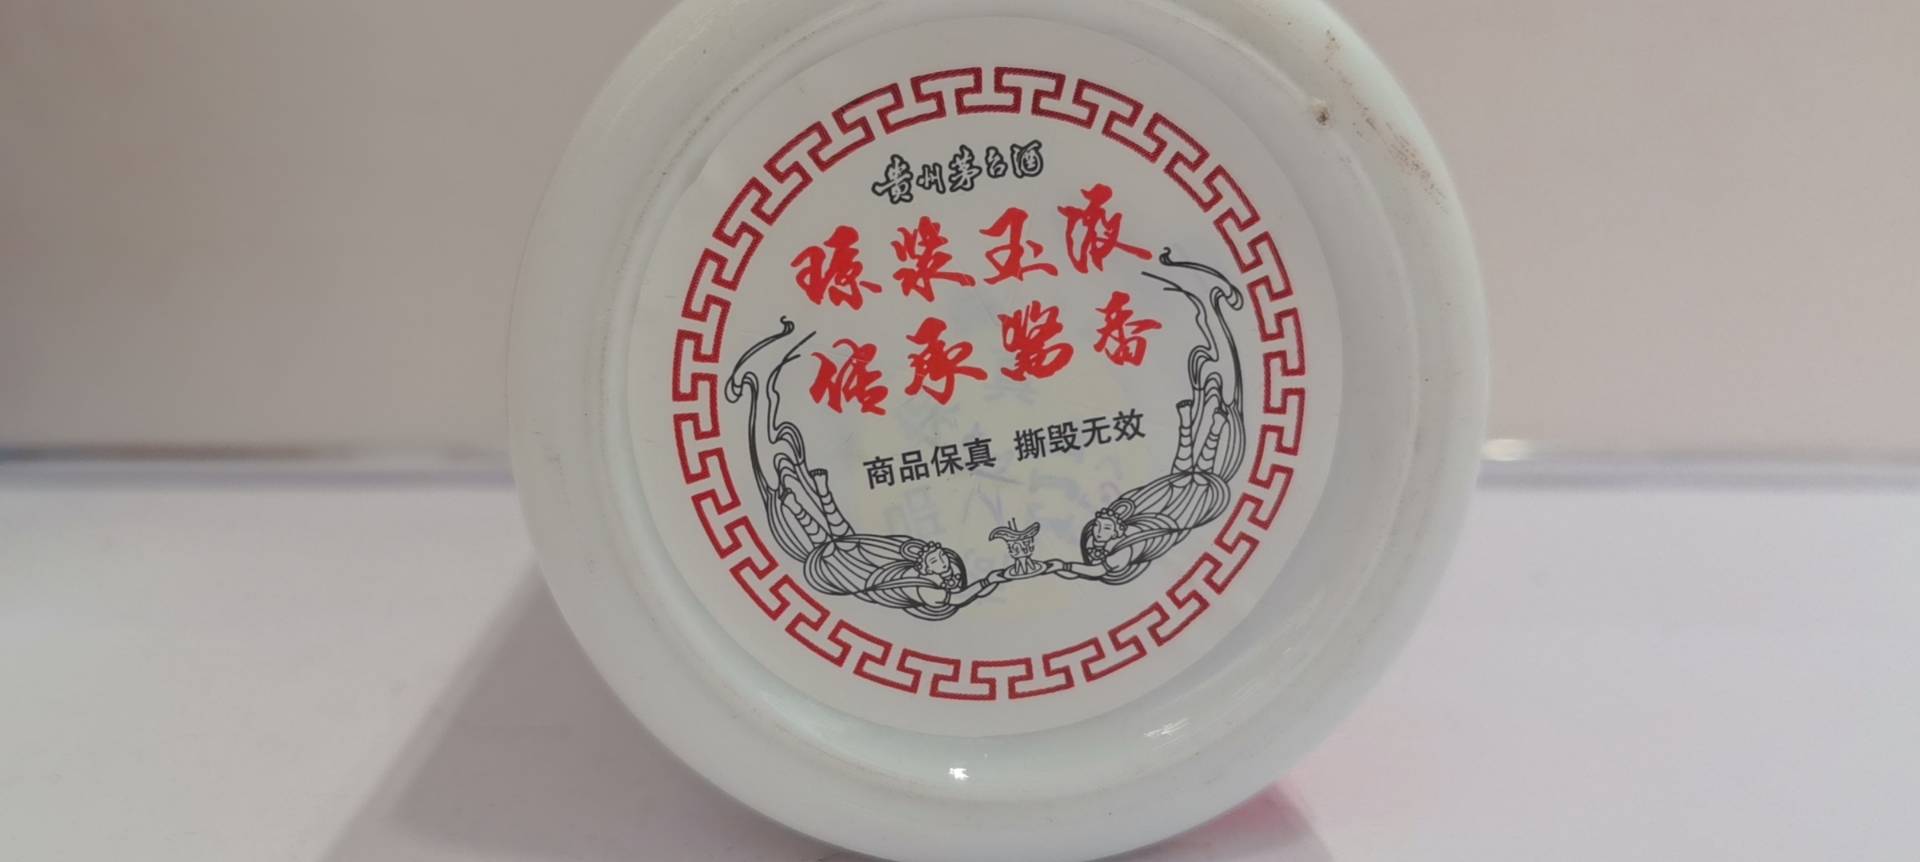 贵州茅台酒
琼浆玉液
传承酱香
商品保真 撕毁无效